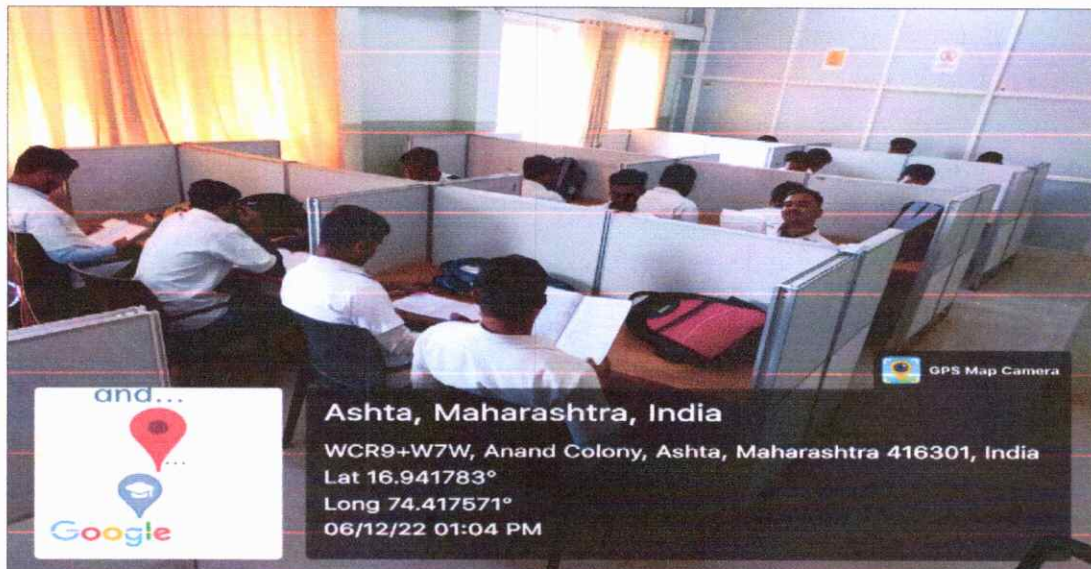 GPS Map Camera
and...
...
Google
Ashta, Maharashtra, India
WCR9+W7W, Anand Colony, Ashta, Maharashtra 416301, India
Lat 16.941783°
Long 74.417571°
06/12/22 01:04 PM